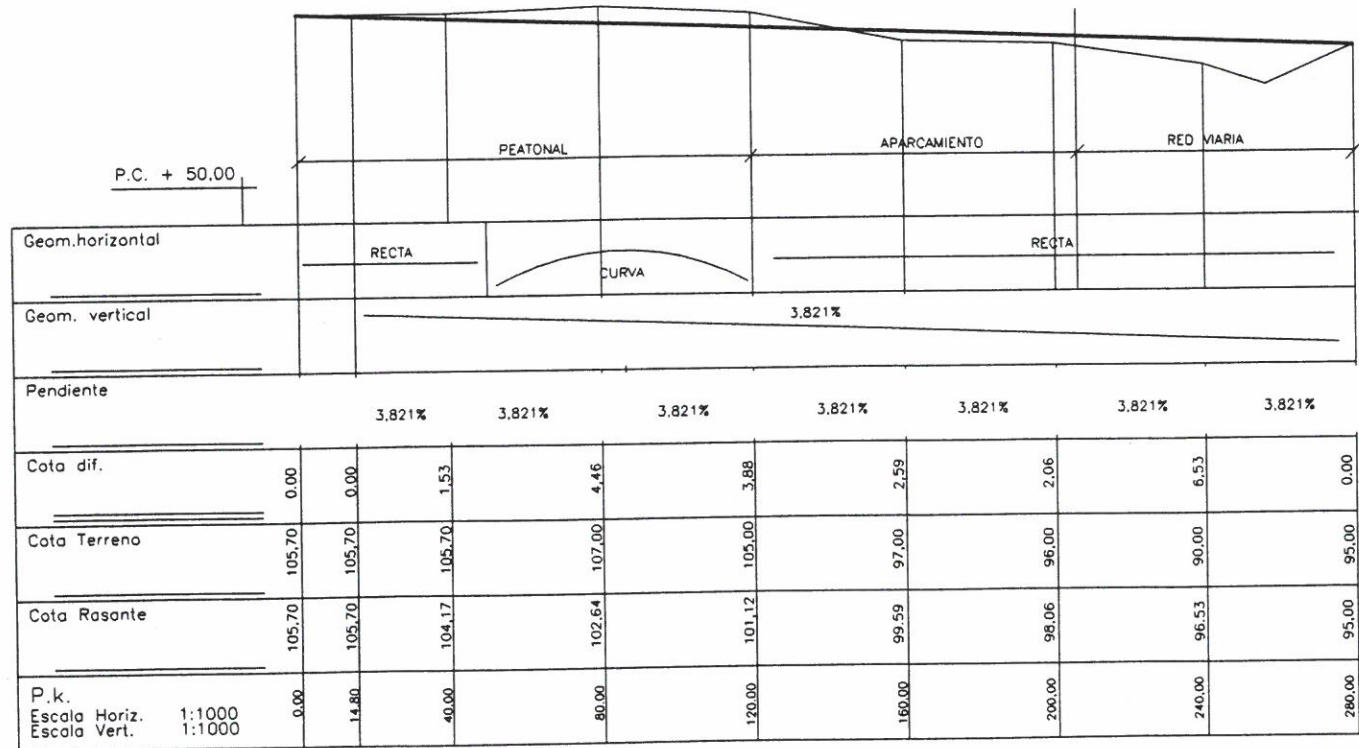 PEATONAL APARCAMIENTO RED VIARIA
P.C. + 50,00
Geom.horizontal RECTA CURVA RECTA
Geom. vertical 3,821%
Pendiente 3,821% 3,821% 3,821% 3,821% 3,821% 3,821% 3,821%
Cota dif. 0.00 0.00 1,53 4,46 3,88 2,59 2,06 6,53 0.00
Cota Terreno 105,70 105,70 105,70 107,00 105,00 97,00 96,00 90,00 95,00
Cota Rasante 105,70 105,70 104,17 102,64 101,12 99.59 98,06 96,53 95,00
P.k. 0.00 14.80 40,00 80,00 120,00 160,00 200,00 240,00 280,00
Escala Horiz. 1:1000
Escala Vert. 1:1000